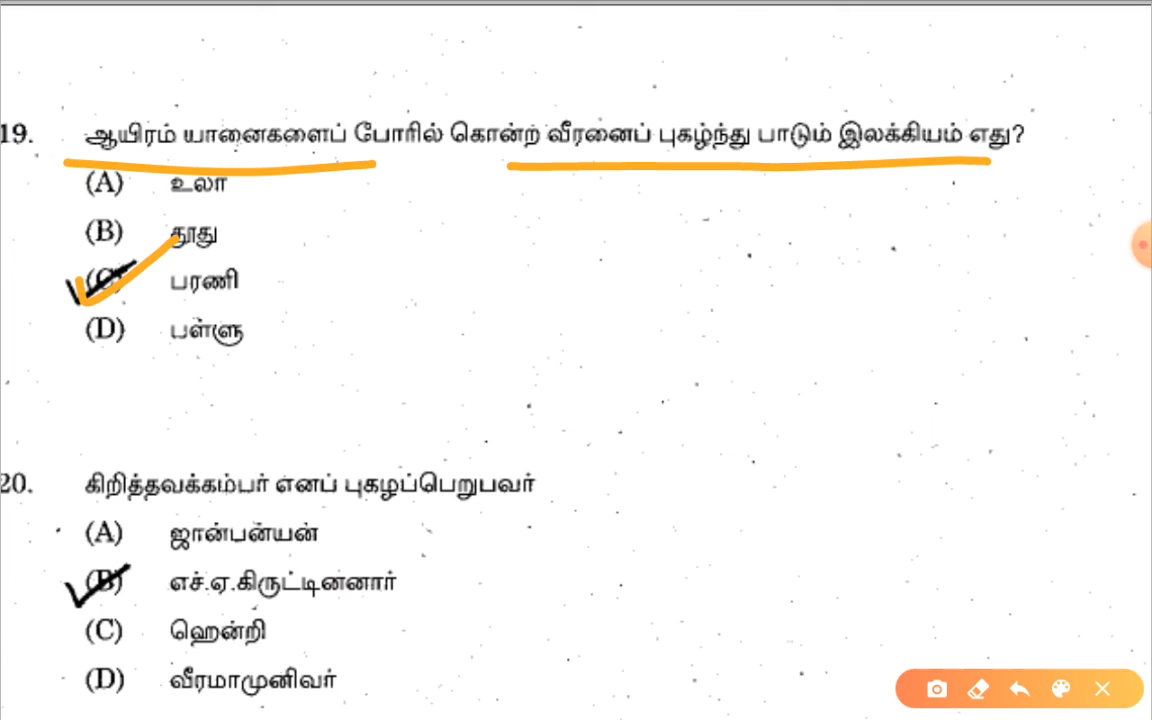 19. ஆயிரம் யானைகளைப் போரில் கொன்ற வீரனைப் புகழ்ந்து பாடும் இலக்கியம் எது?
(A) உலா
(B) தூது
(C) பரணி
(D) பள்ளு
20. கிறித்தவக்கம்பர் எனப் புகழப்பெறுபவர்
(A) ஜான்பன்யன்
(B) எச்.ஏ.கிருட்டினனார்
(C) ஹென்றி
(D) வீரமாமுனிவர்